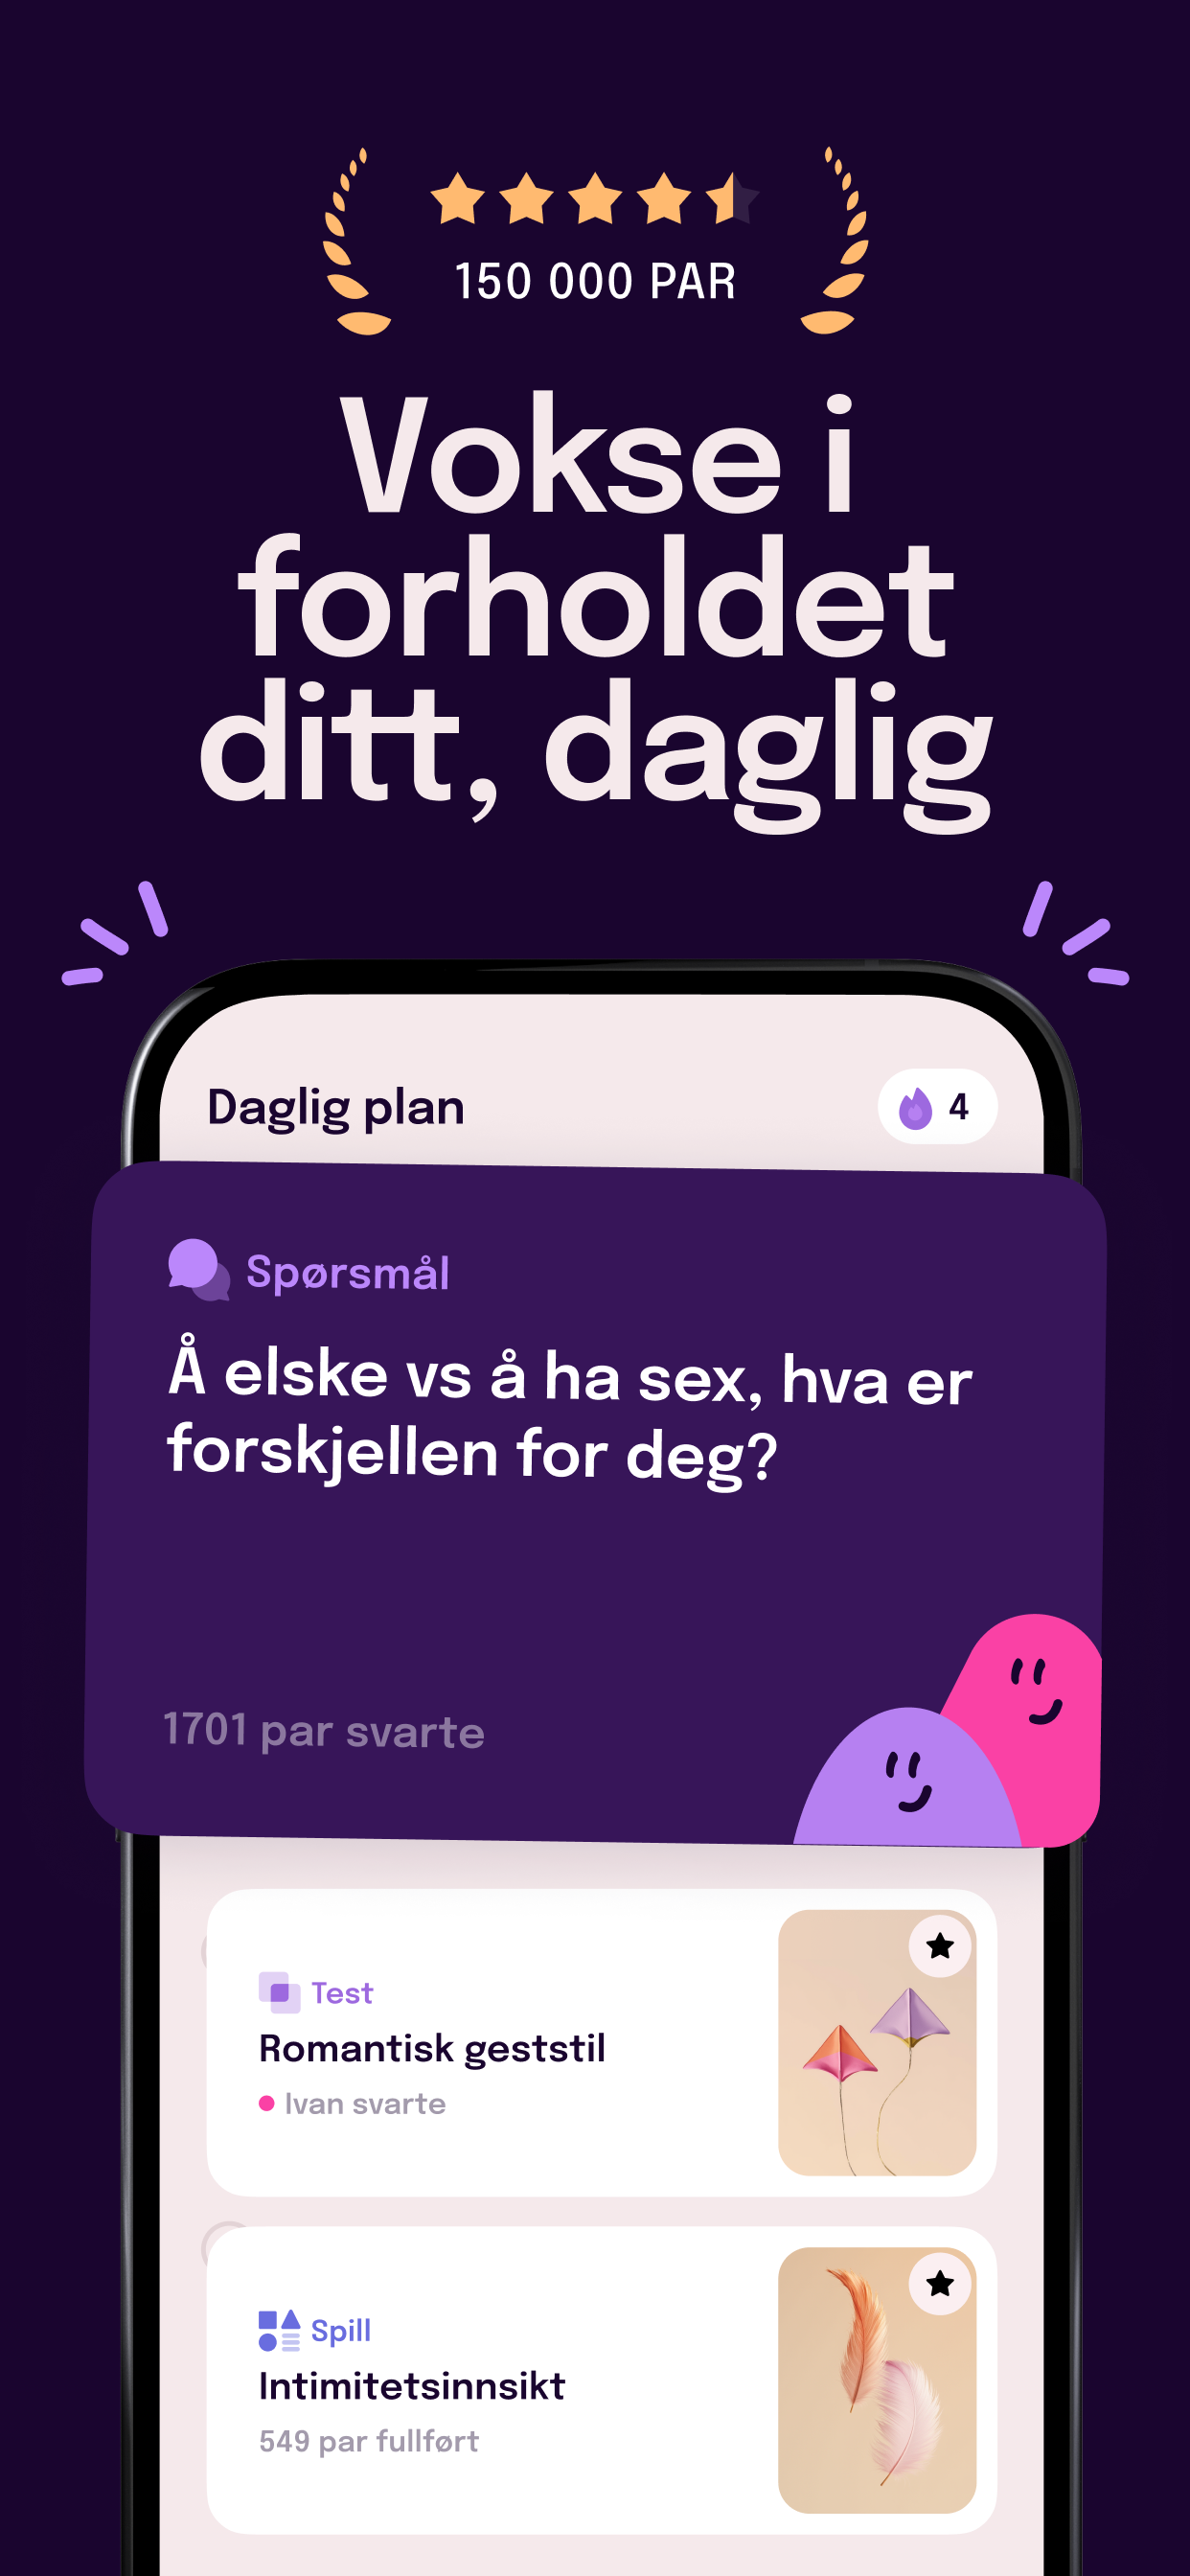 150 000 PAR
Vokse i
forholdet
ditt, daglig
Daglig plan
4
Spørsmål
Å elske vs å ha sex, hva er
forskjellen for deg?
1701 par svarte
Test
Romantisk geststil
Ivan svarte
Spill
Intimitetsinnsikt
549 par fullført